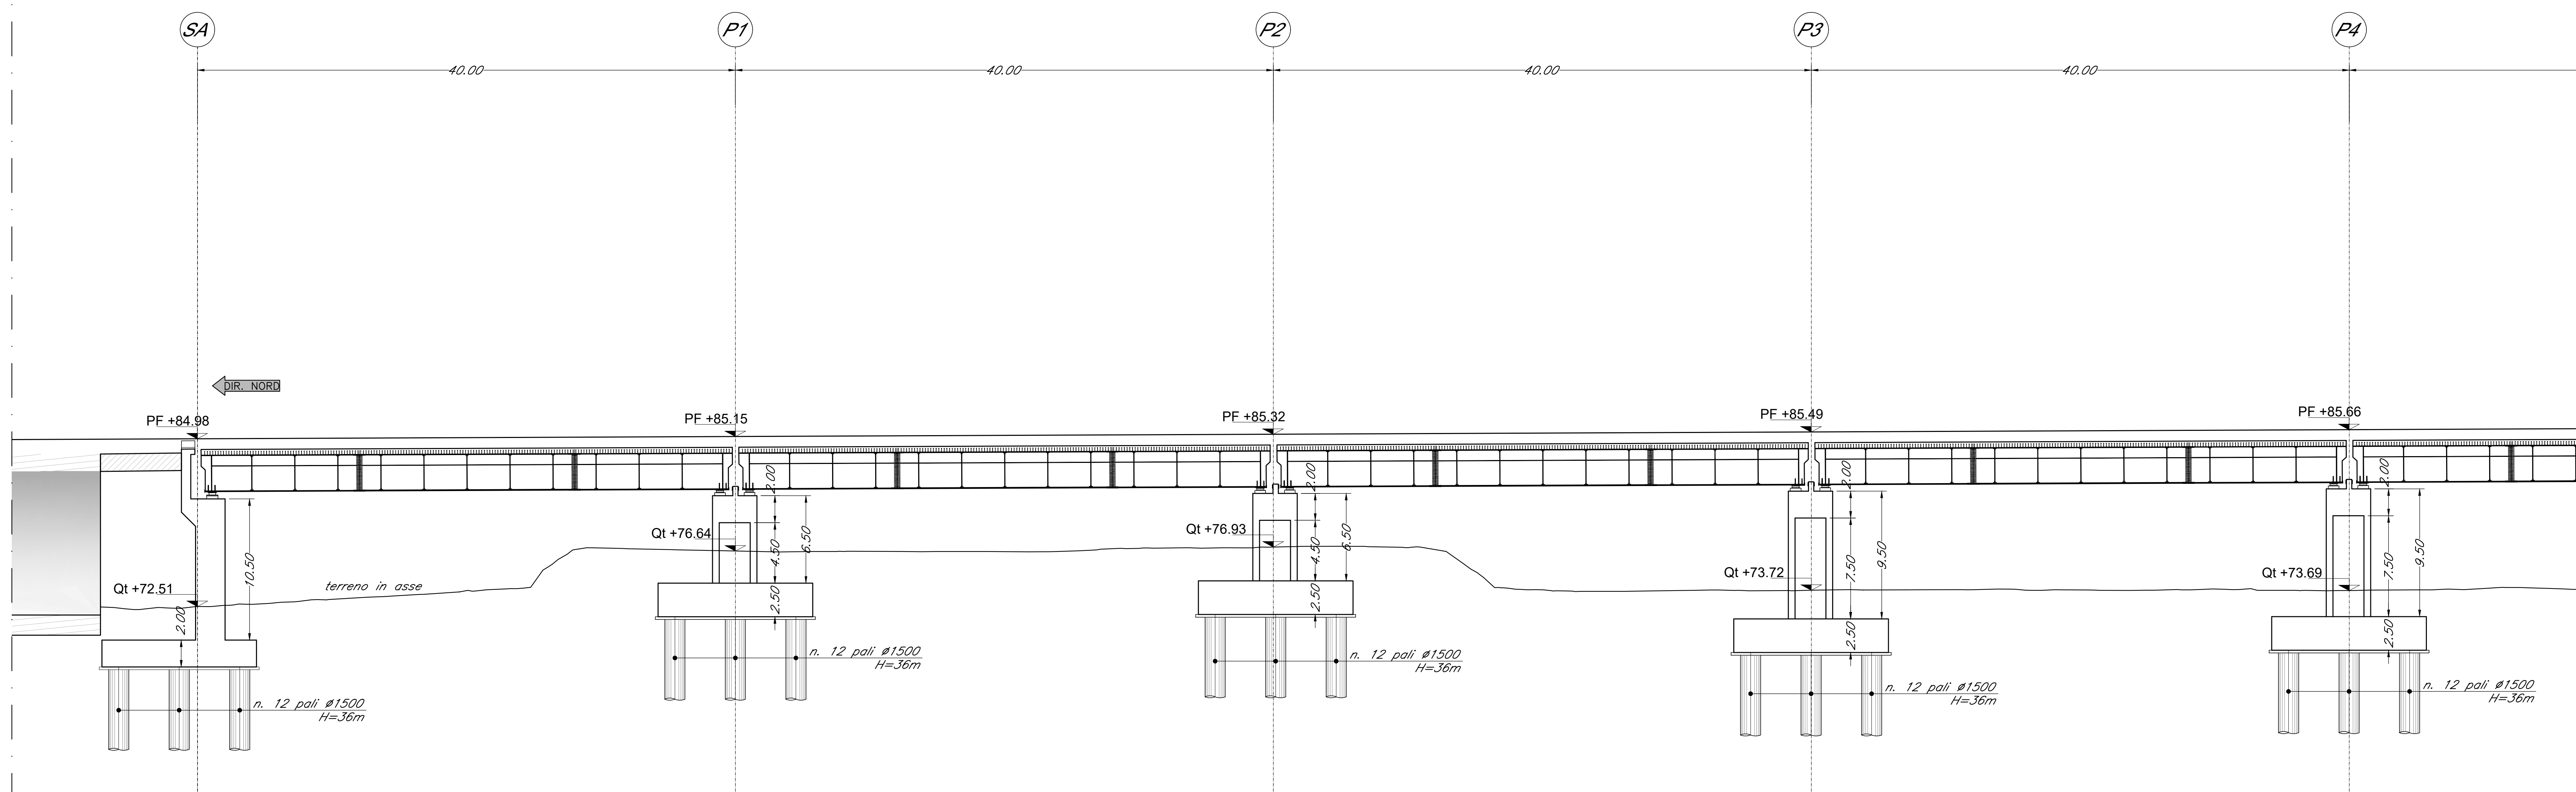 SA
P1
P2
P3
P4
40.00
40.00
40.00
40.00
DIR. NORD
PF +84.98
PF +85.15
PF +85.32
PF +85.49
PF +85.66
Qt +72.51
Qt +76.64
Qt +76.93
Qt +73.72
Qt +73.69
terreno in asse
10.50
2.00
2.00
4.50
6.50
2.50
2.00
4.50
6.50
2.50
2.00
7.50
9.50
2.50
2.00
7.50
9.50
2.50
n. 12 pali ø1500
H=36m
n. 12 pali ø1500
H=36m
n. 12 pali ø1500
H=36m
n. 12 pali ø1500
H=36m
n. 12 pali ø1500
H=36m